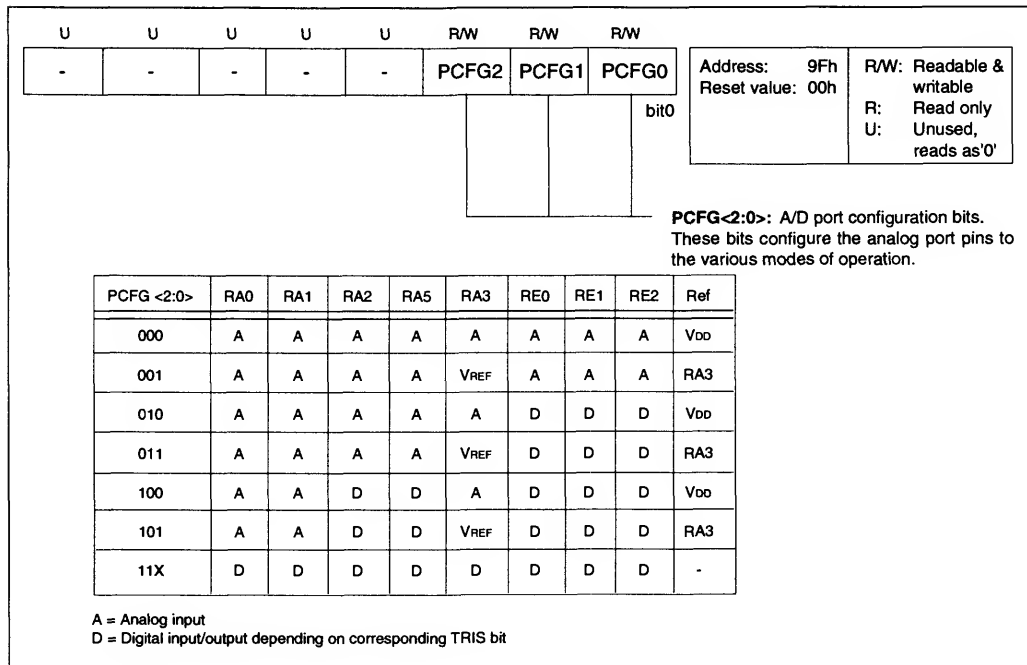 U U U U U R/W R/W R/W
- - - - - PCFG2 PCFG1 PCFG0
bit0
Address: 9Fh
Reset value: 00h
R/W: Readable &
writable
R: Read only
U: Unused,
reads as'0'
PCFG<2:0>: A/D port configuration bits.
These bits configure the analog port pins to
the various modes of operation.
PCFG <2:0> RA0 RA1 RA2 RA5 RA3 RE0 RE1 RE2 Ref
000 A A A A A A A A VDD
001 A A A A VREF A A A RA3
010 A A A A A D D D VDD
011 A A A A VREF D D D RA3
100 A A D D A D D D VDD
101 A A D D VREF D D D RA3
11X D D D D D D D D -
A = Analog input
D = Digital input/output depending on corresponding TRIS bit